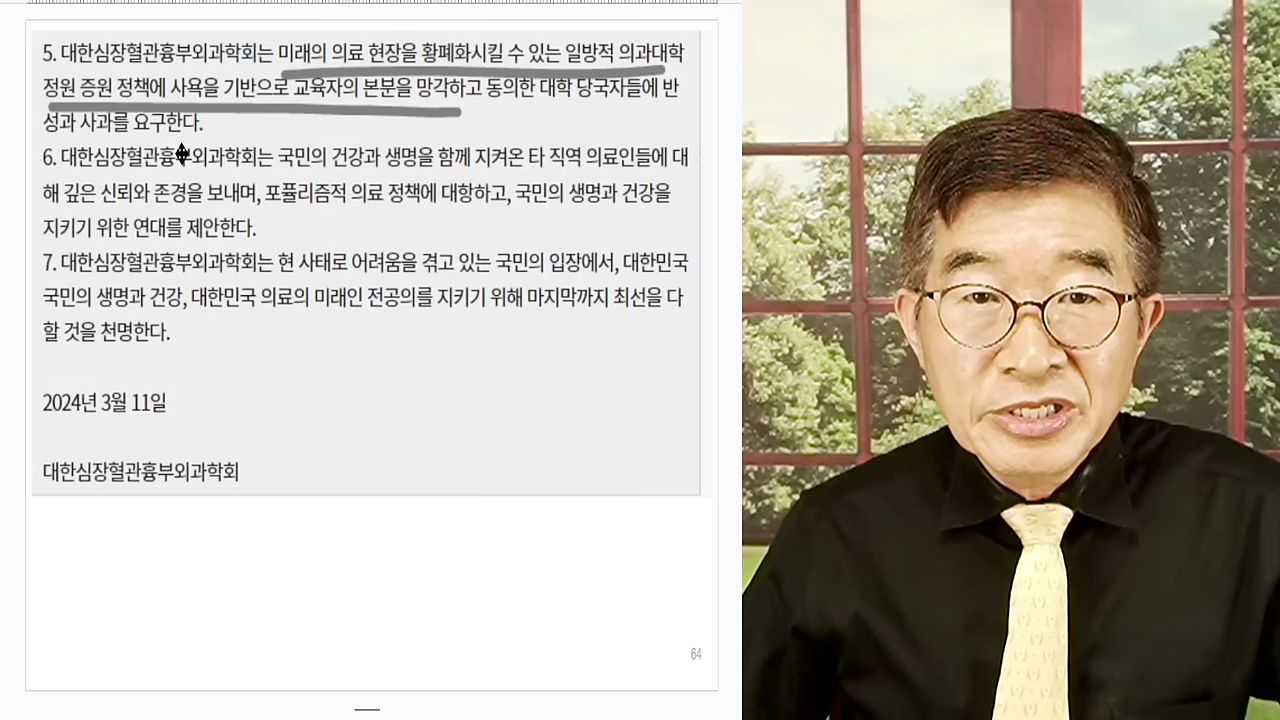 5. 대한심장혈관흉부외과학회는 미래의 의료 현장을 황폐화시킬 수 있는 일방적 의과대학
정원 증원 정책에 사욕을 기반으로 교육자의 본분을 망각하고 동의한 대학 당국자들에 반
성과 사과를 요구한다.
6. 대한심장혈관흉부외과학회는 국민의 건강과 생명을 함께 지켜온 타 직역 의료인들에 대
해 깊은 신뢰와 존경을 보내며, 포퓰리즘적 의료 정책에 대항하고, 국민의 생명과 건강을
지키기 위한 연대를 제안한다.
7. 대한심장혈관흉부외과학회는 현 사태로 어려움을 겪고 있는 국민의 입장에서, 대한민국
국민의 생명과 건강, 대한민국 의료의 미래인 전공의를 지키기 위해 마지막까지 최선을 다
할 것을 천명한다.
2024년 3월 11일
대한심장혈관흉부외과학회
64